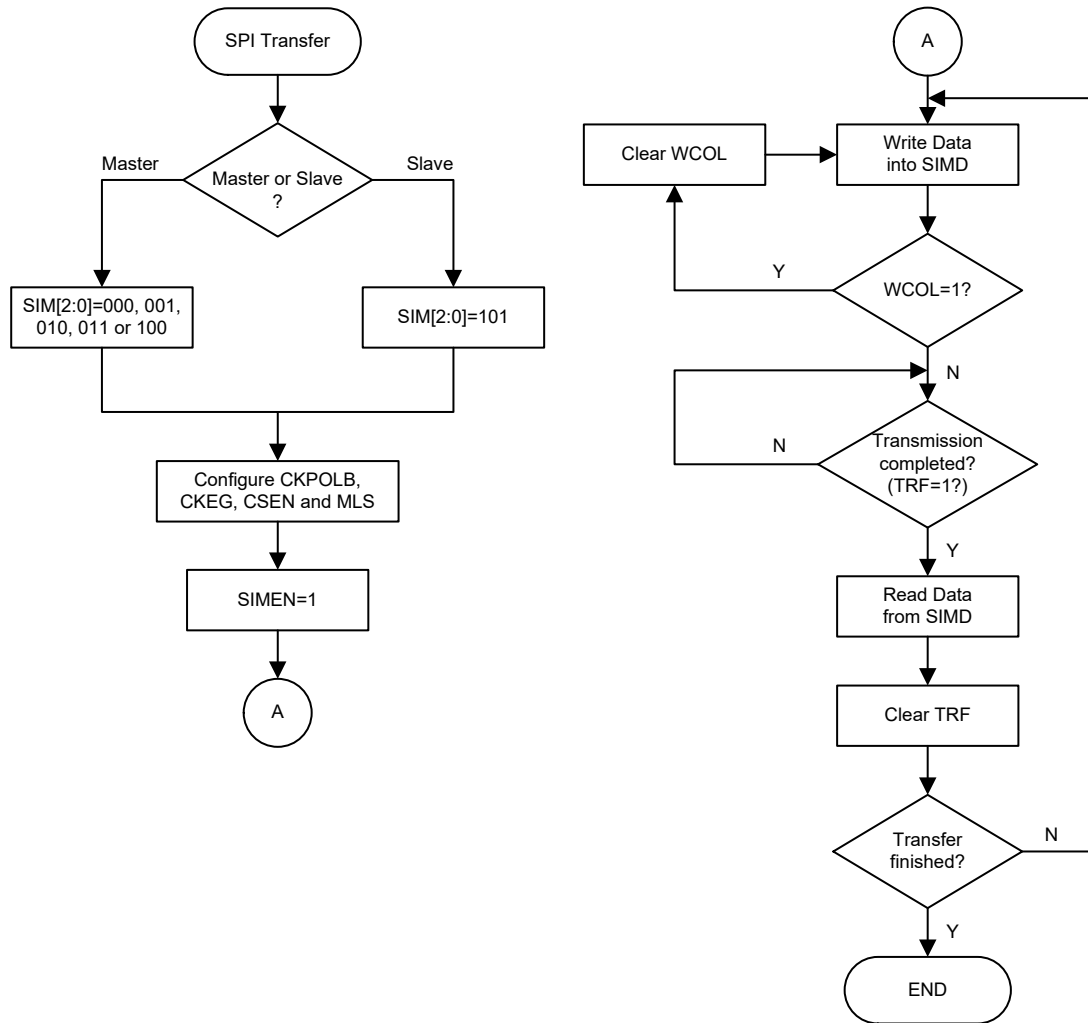 SPI Transfer
Master or Slave
?
Master
Slave
SIM[2:0]=000, 001,
010, 011 or 100
SIM[2:0]=101
Configure CKPOLB,
CKEG, CSEN and MLS
SIMEN=1
A
A
Write Data
into SIMD
Clear WCOL
WCOL=1?
Y
N
Transmission
completed?
(TRF=1?)
N
Y
Read Data
from SIMD
Clear TRF
Transfer
finished?
N
Y
END